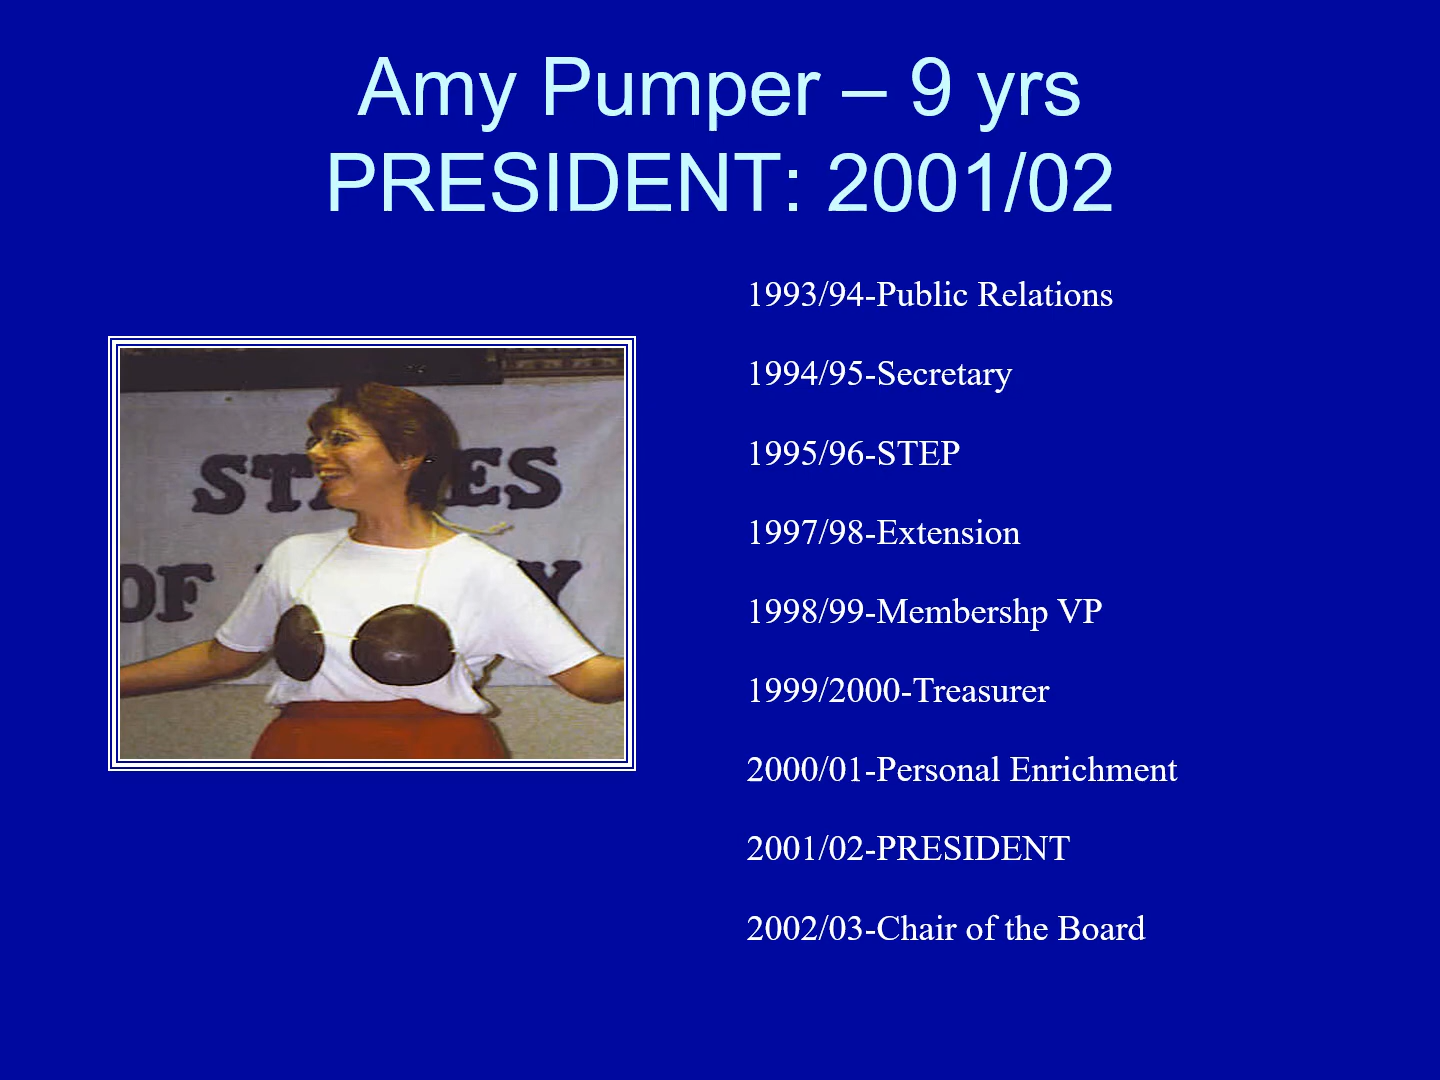 Amy Pumper – 9 yrs
PRESIDENT: 2001/02
1993/94-Public Relations
1994/95-Secretary
1995/96-STEP
1997/98-Extension
1998/99-Membershp VP
1999/2000-Treasurer
2000/01-Personal Enrichment
2001/02-PRESIDENT
2002/03-Chair of the Board
OF